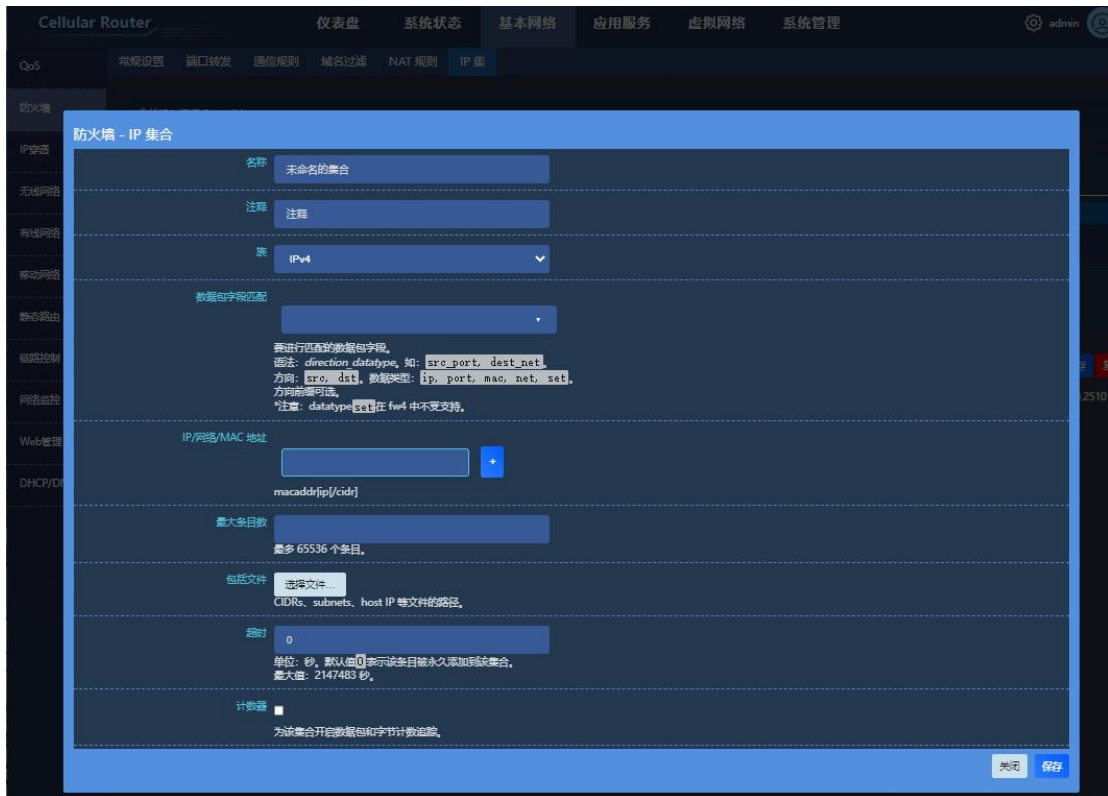 Cellular Router
仪表盘 系统状态 基本网络 应用服务 虚拟网络 系统管理 admin
QoS
常规设置 端口转发 通信规则 域名过滤 NAT 规则 IP 集
防火墙
防火墙 - IP 集合
IP穿透
名称 未命名的集合
无线网络
注释 注释
有线网络
族 IPv4
移动网络
数据包字段匹配
静态路由
要进行匹配的数据包字段。
语法: direction_datatype。如: src_port, dest_net.
链路控制
方向: src, dst。数据类型: ip, port, mac, net, set。
方向前缀可选。
网络监控
*注意: datatype set 在 fw4 中不受支持。
Web管理
IP/网络/MAC 地址
+
DHCP/D
macaddr|ip[/cidr]
最大条目数
最多 65536 个条目。
包括文件 选择文件...
CIDRs、subnets、host IP 等文件的路径。
超时 0
单位: 秒。默认值 0 表示该条目被永久添加到该集合。
最大值: 2147483 秒。
计数器
为该集合开启数据包和字节计数追踪。
关闭 保存